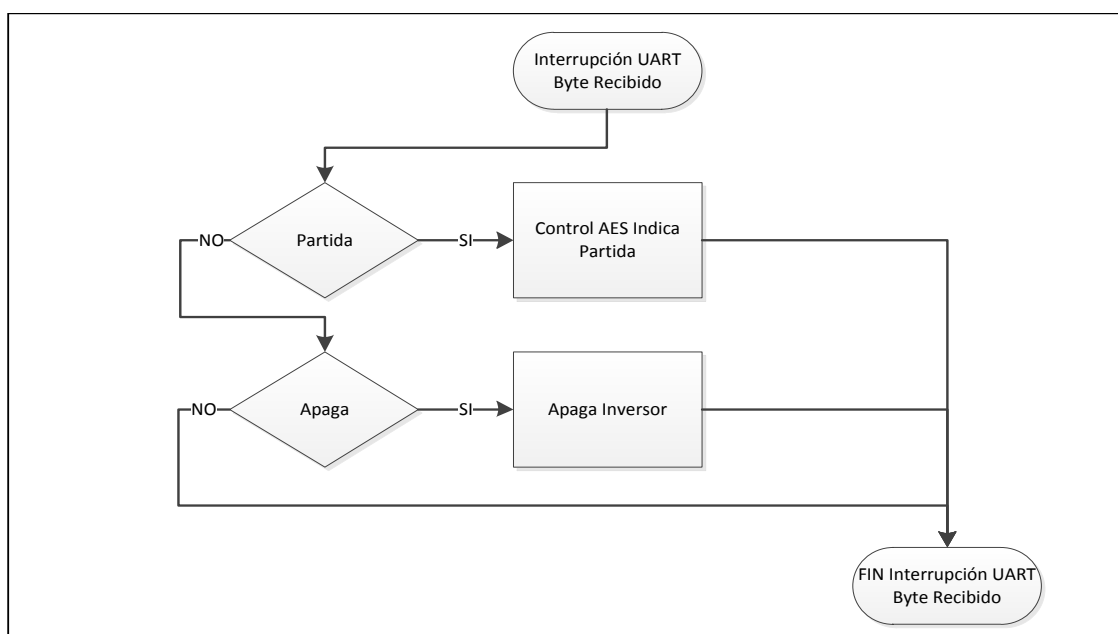 Interrupción UART
Byte Recibido
NO
Partida
SI
Control AES Indica
Partida
NO
Apaga
SI
Apaga Inversor
FIN Interrupción UART
Byte Recibido